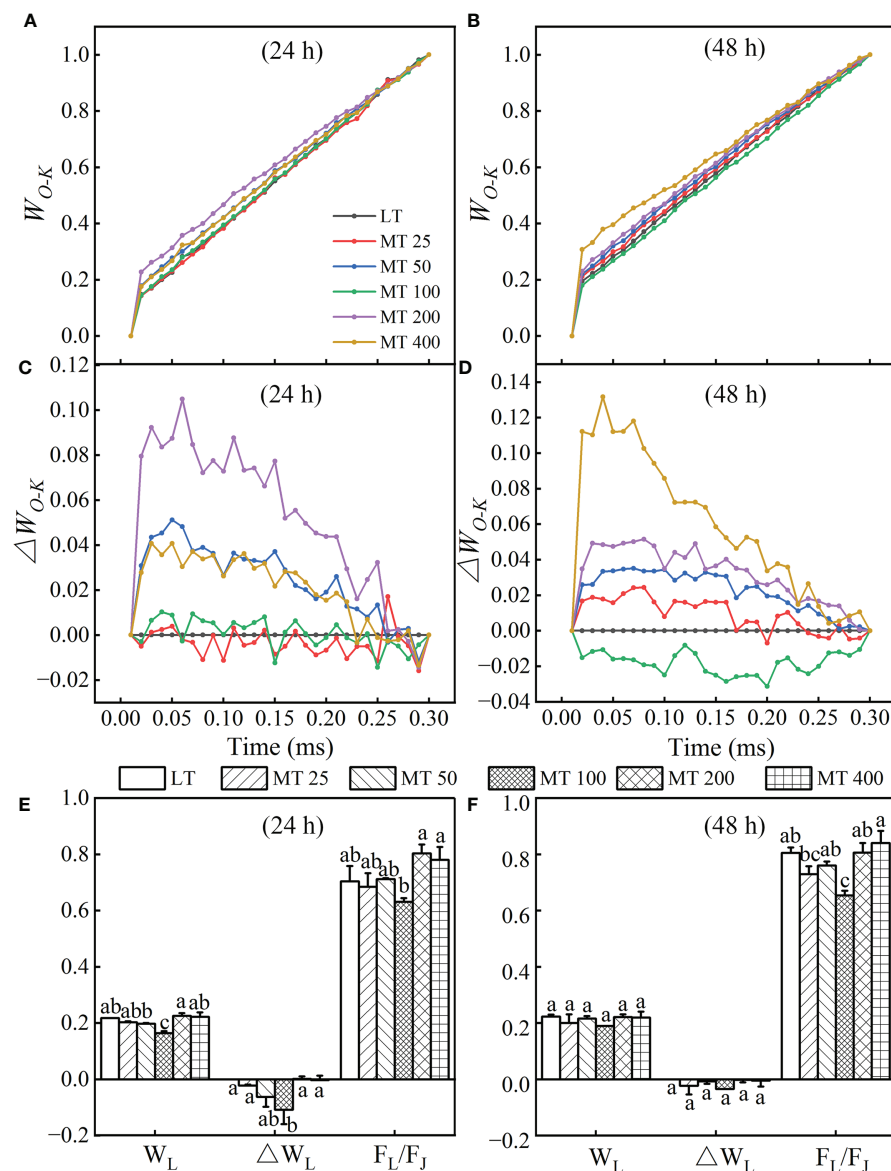 A
B
(24 h)
(48 h)
1.0
0.8
0.6
0.4
0.2
0.0
W_{O-K}
LT
MT 25
MT 50
MT 100
MT 200
MT 400
1.0
0.8
0.6
0.4
0.2
0.0
W_{O-K}
C
D
(24 h)
(48 h)
0.12
0.10
0.08
0.06
0.04
0.02
0.00
−0.02
△W_{O-K}
0.14
0.12
0.10
0.08
0.06
0.04
0.02
0.00
−0.02
−0.04
△W_{O-K}
0.00 0.05 0.10 0.15 0.20 0.25 0.30
0.00 0.05 0.10 0.15 0.20 0.25 0.30
Time (ms)
Time (ms)
LT MT 25 MT 50 MT 100 MT 200 MT 400
E
F
(24 h)
(48 h)
1.0
0.8
0.6
0.4
0.2
0.0
−0.2
ab ab ab b a a
ab abb c a ab
a a ab b a a
W_L △W_L F_L/F_J
1.0
0.8
0.6
0.4
0.2
0.0
−0.2
ab bc ab c ab a
a a a a a a
a a a a a a
W_L △W_L F_L/F_J